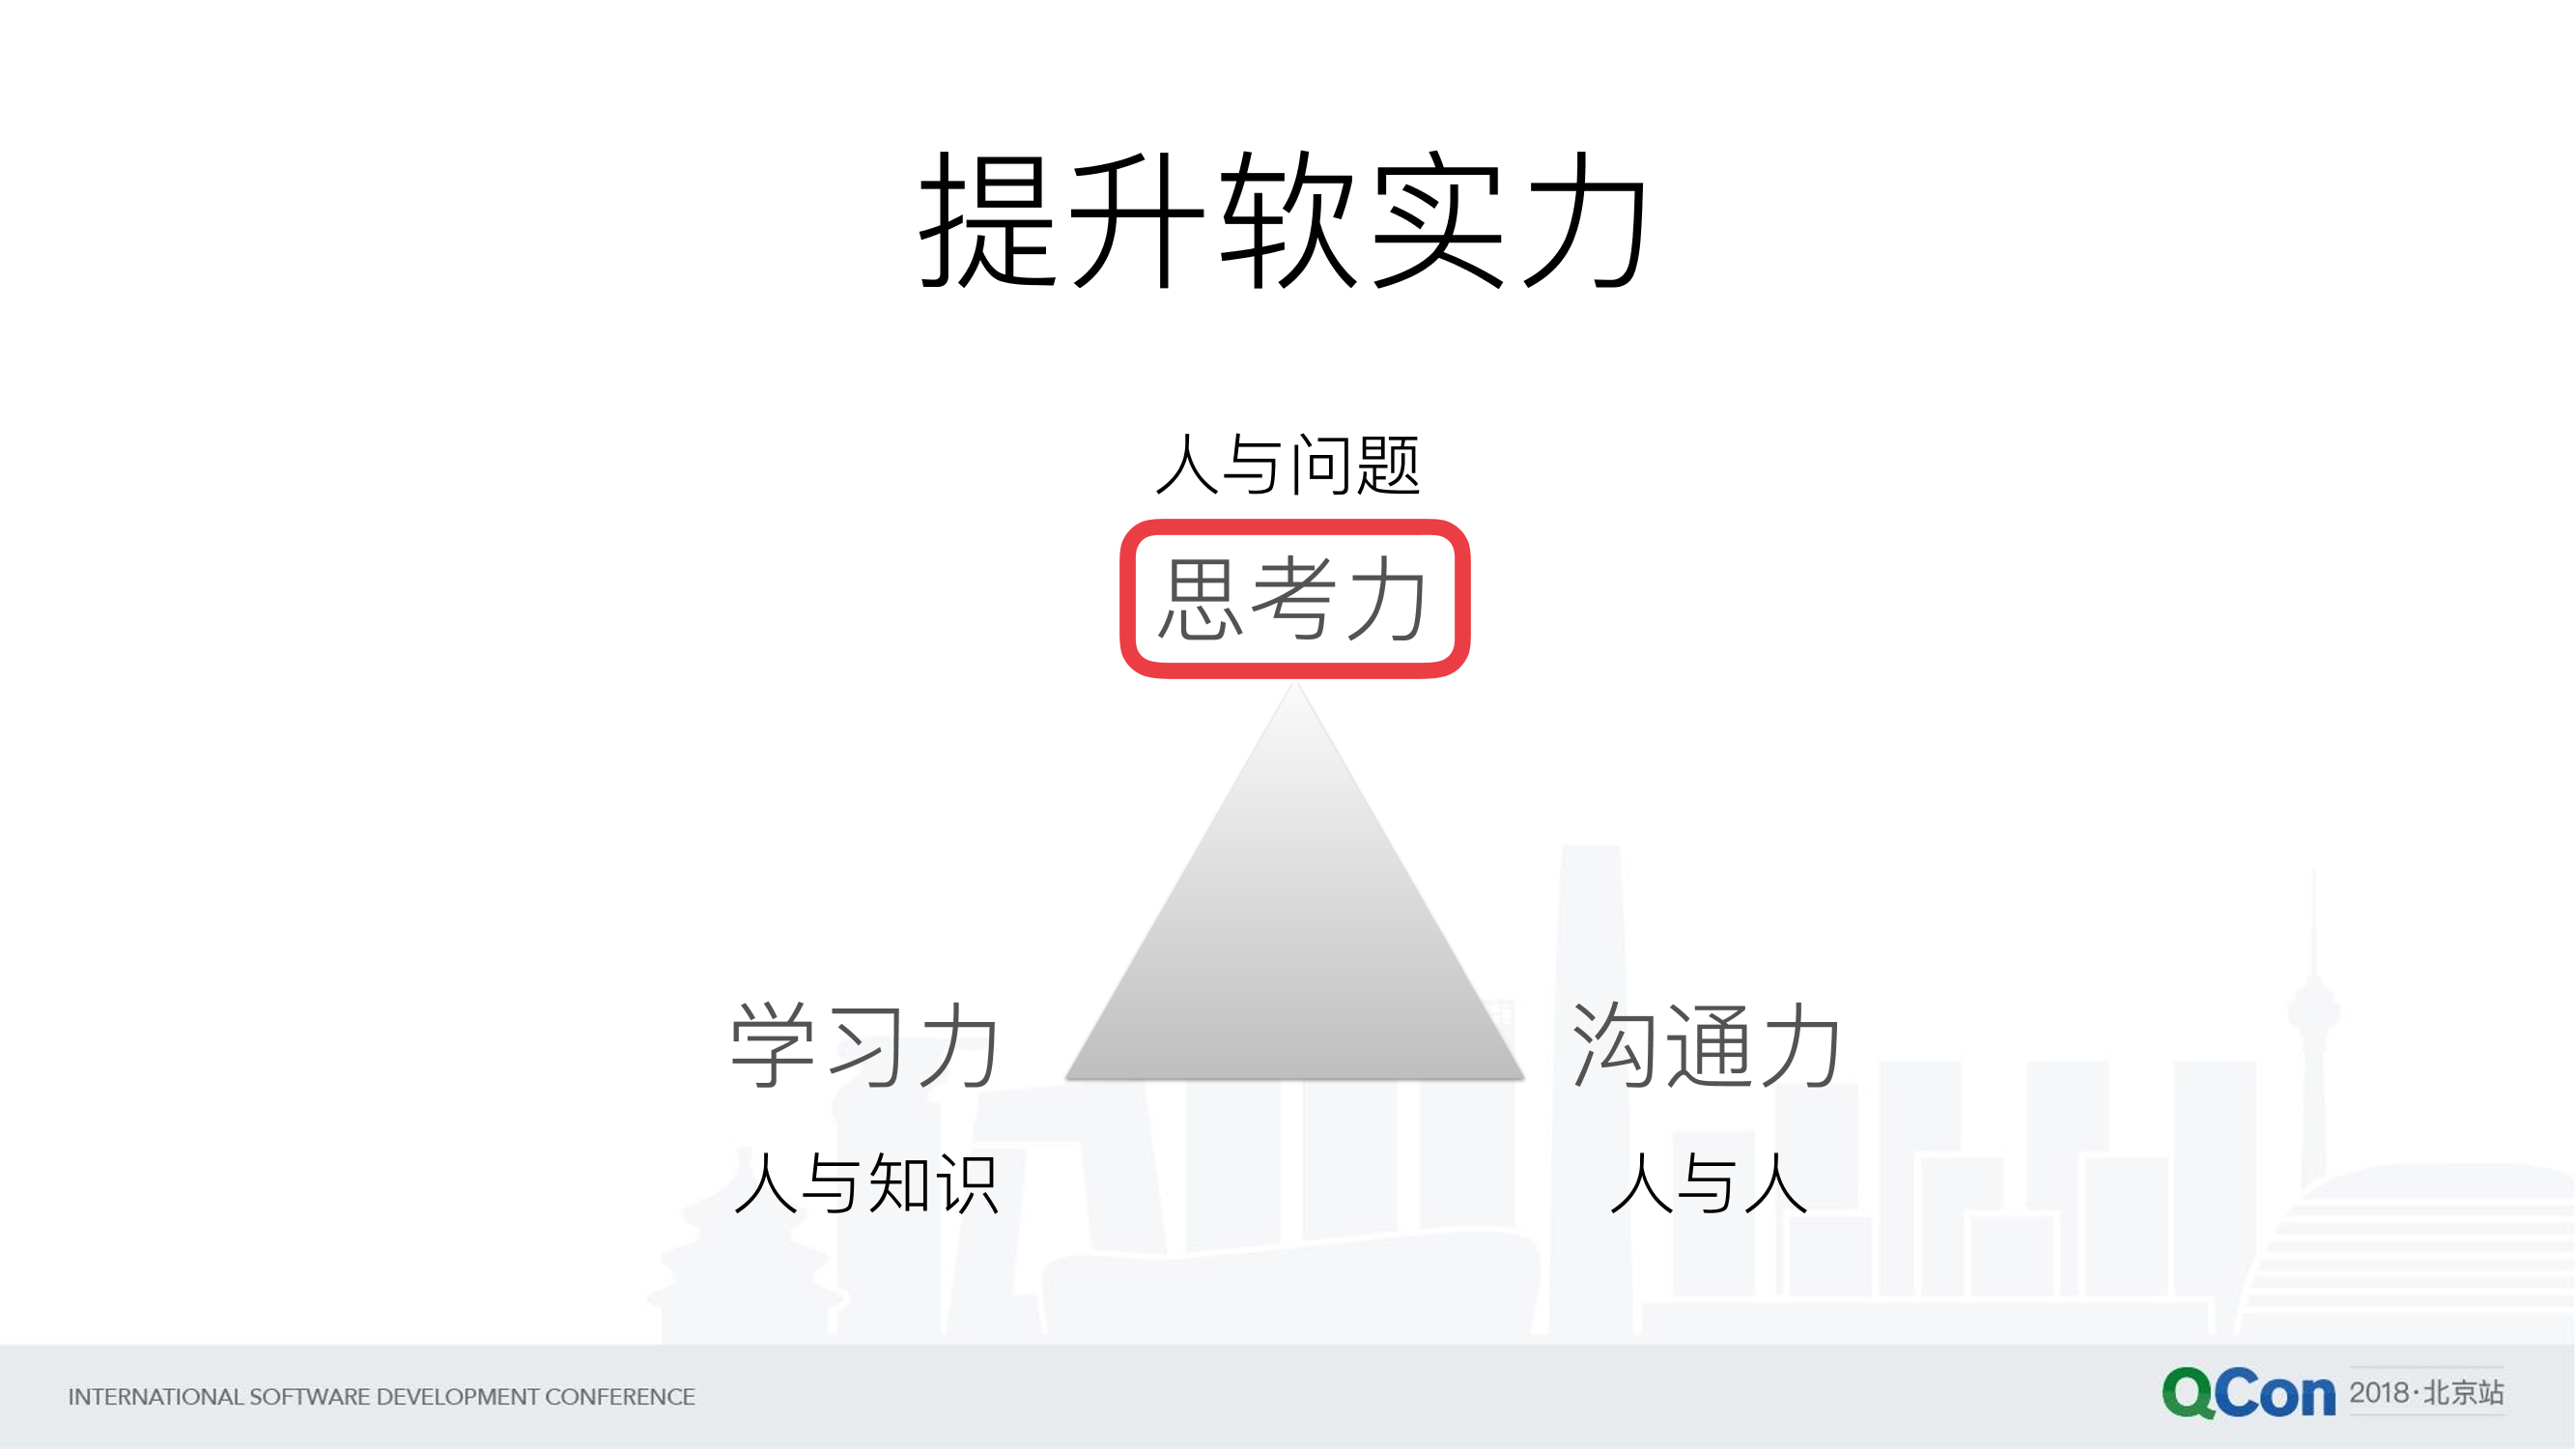 提升软实力
人与问题
思考力
学习力
沟通力
人与知识
人与人
INTERNATIONAL SOFTWARE DEVELOPMENT CONFERENCE
QCon 2018·北京站